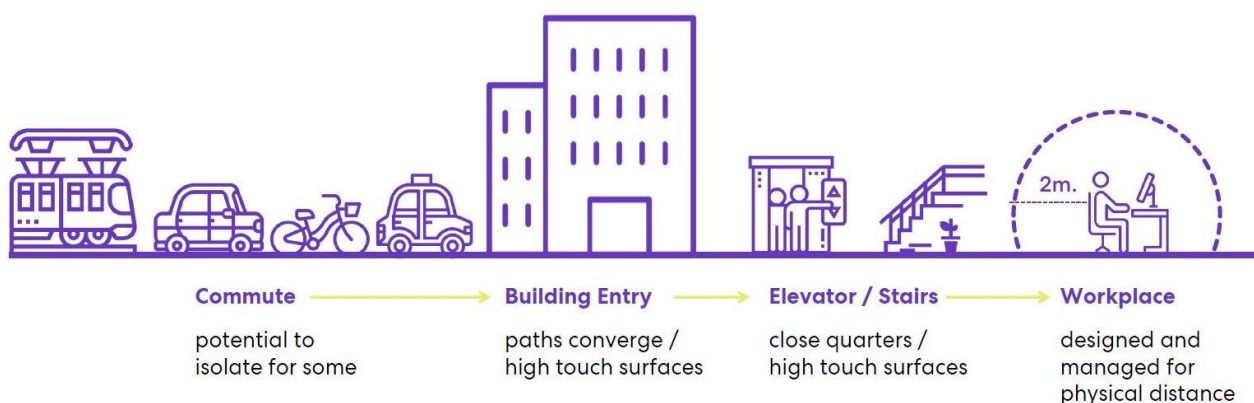 2m.
Commute
potential to
isolate for some
Building Entry
paths converge /
high touch surfaces
Elevator / Stairs
close quarters /
high touch surfaces
Workplace
designed and
managed for
physical distance